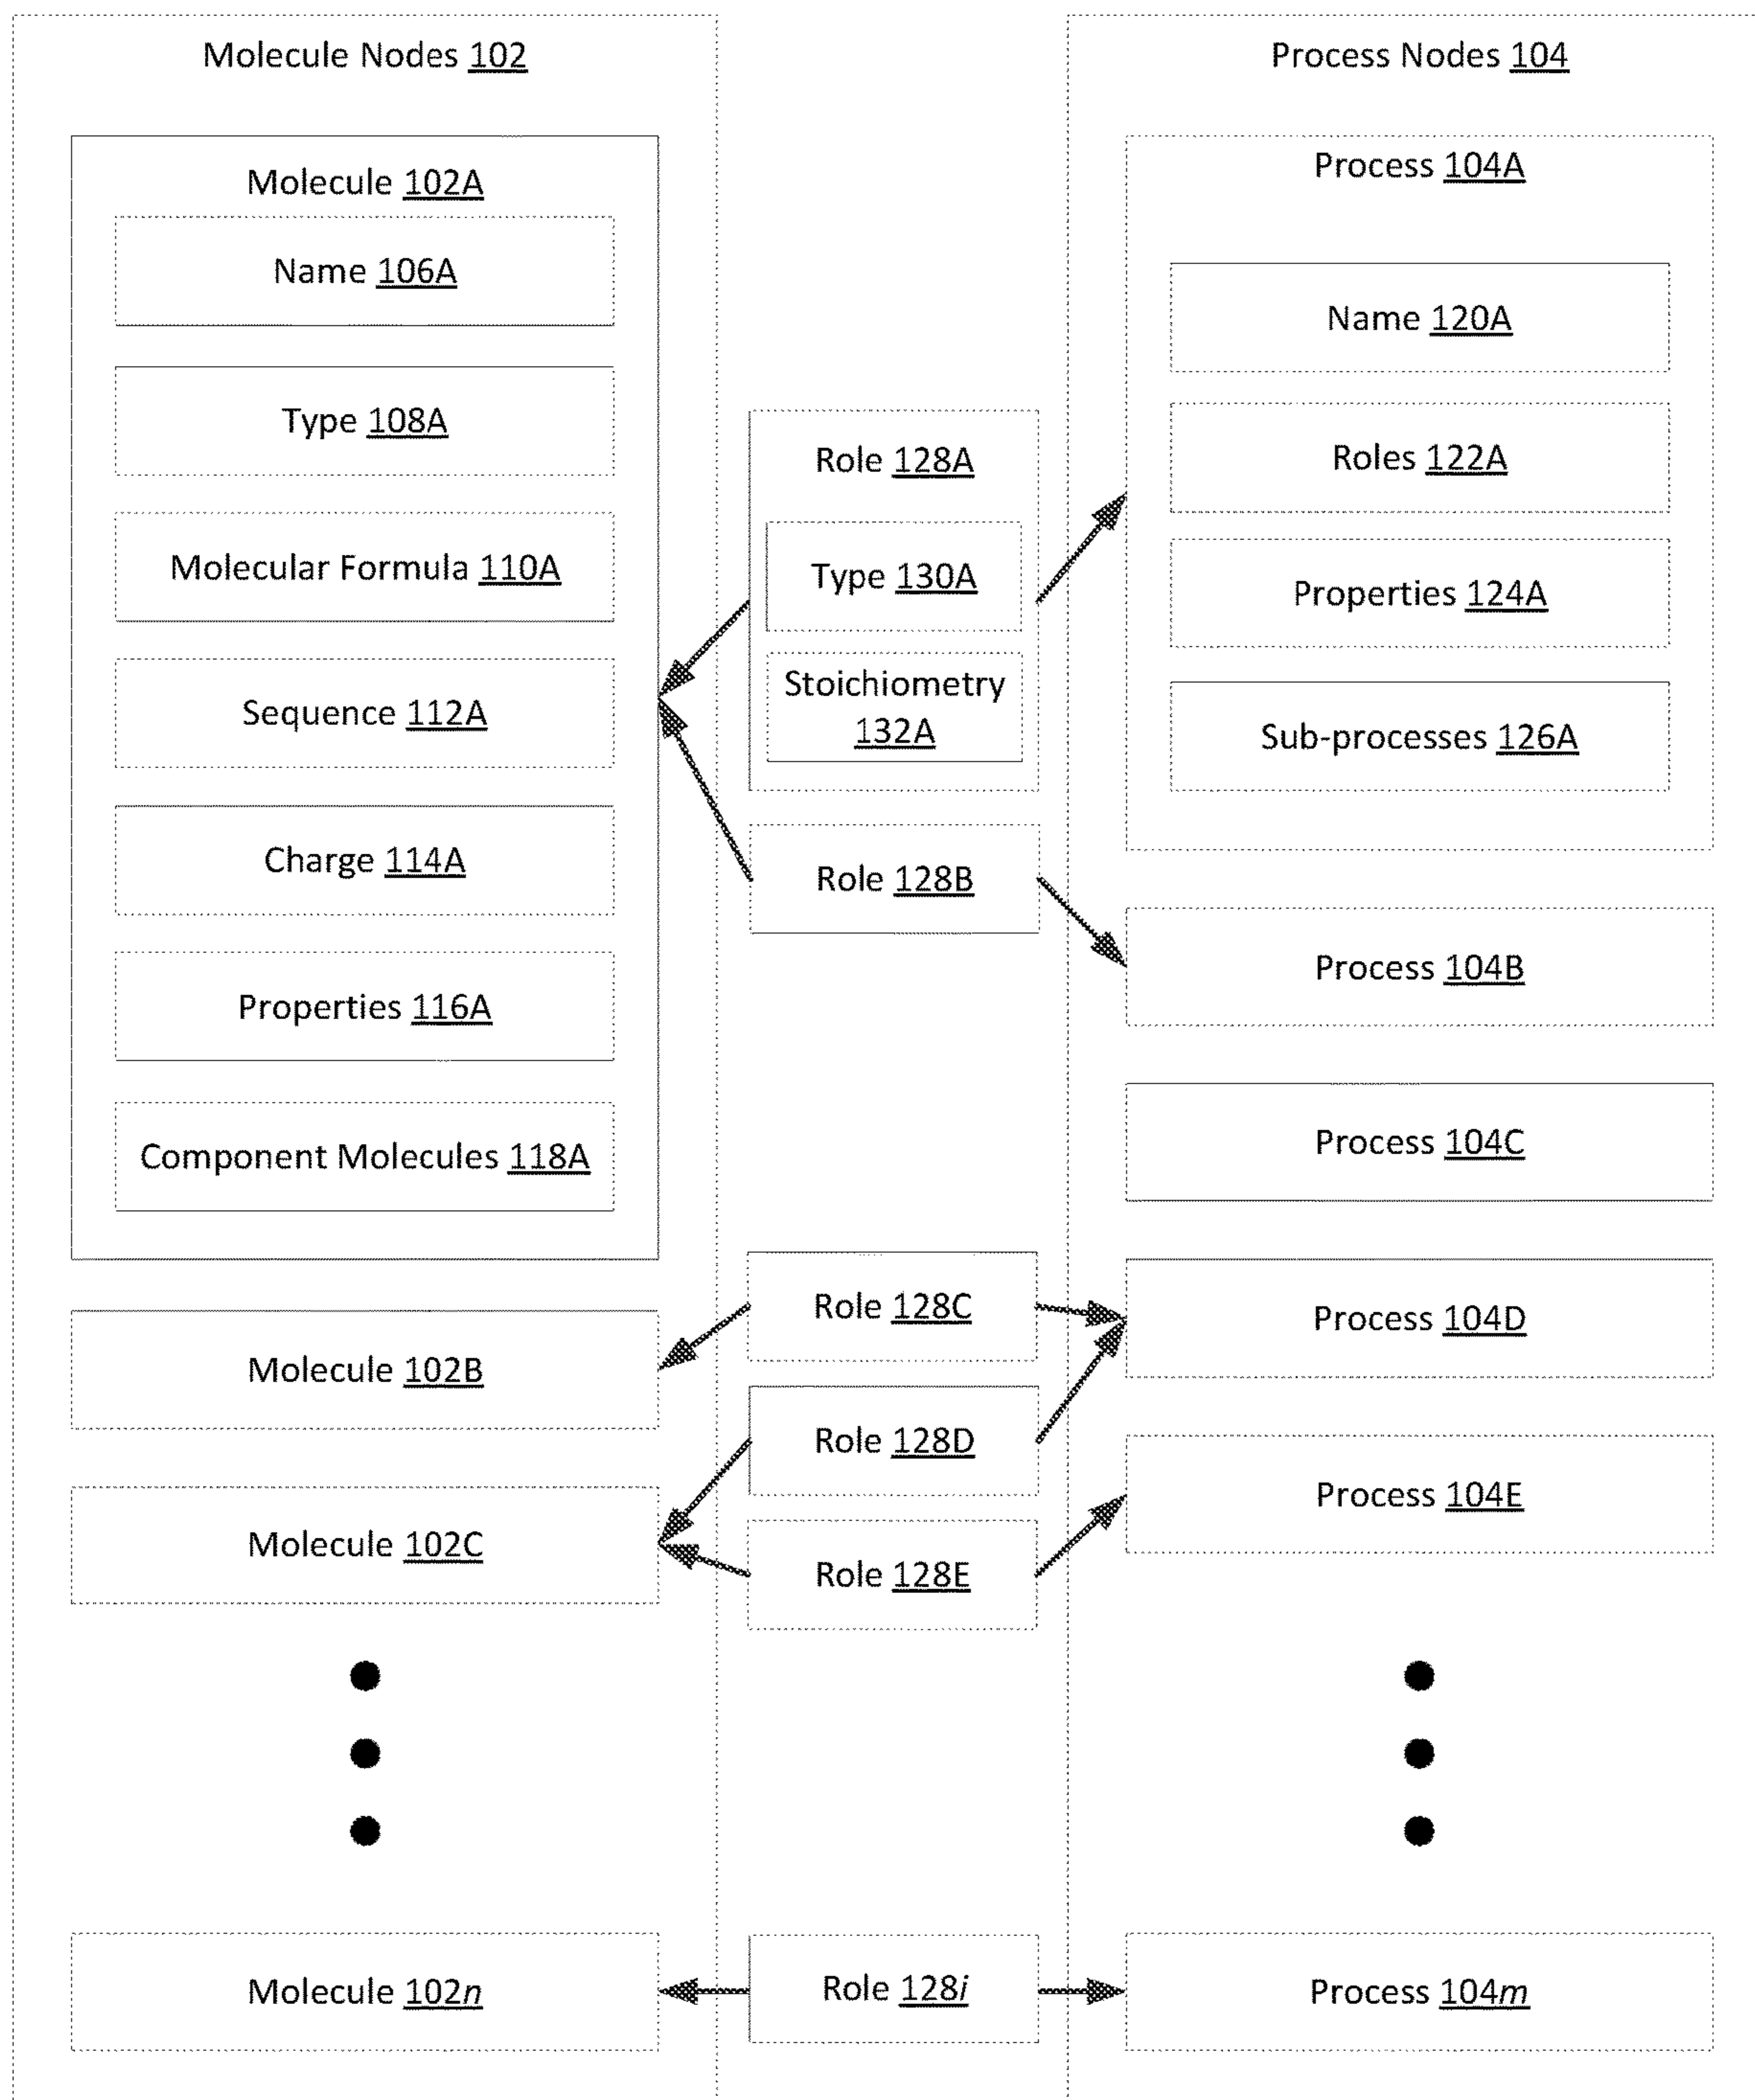 Molecule Nodes 102
Molecule 102A
Name 106A
Type 108A
Molecular Formula 110A
Sequence 112A
Charge 114A
Properties 116A
Component Molecules 118A
Molecule 102B
Molecule 102C
Molecule 102n
Role 128A
Type 130A
Stoichiometry
132A
Role 128B
Role 128C
Role 128D
Role 128E
Role 128i
Process Nodes 104
Process 104A
Name 120A
Roles 122A
Properties 124A
Sub-processes 126A
Process 104B
Process 104C
Process 104D
Process 104E
Process 104m